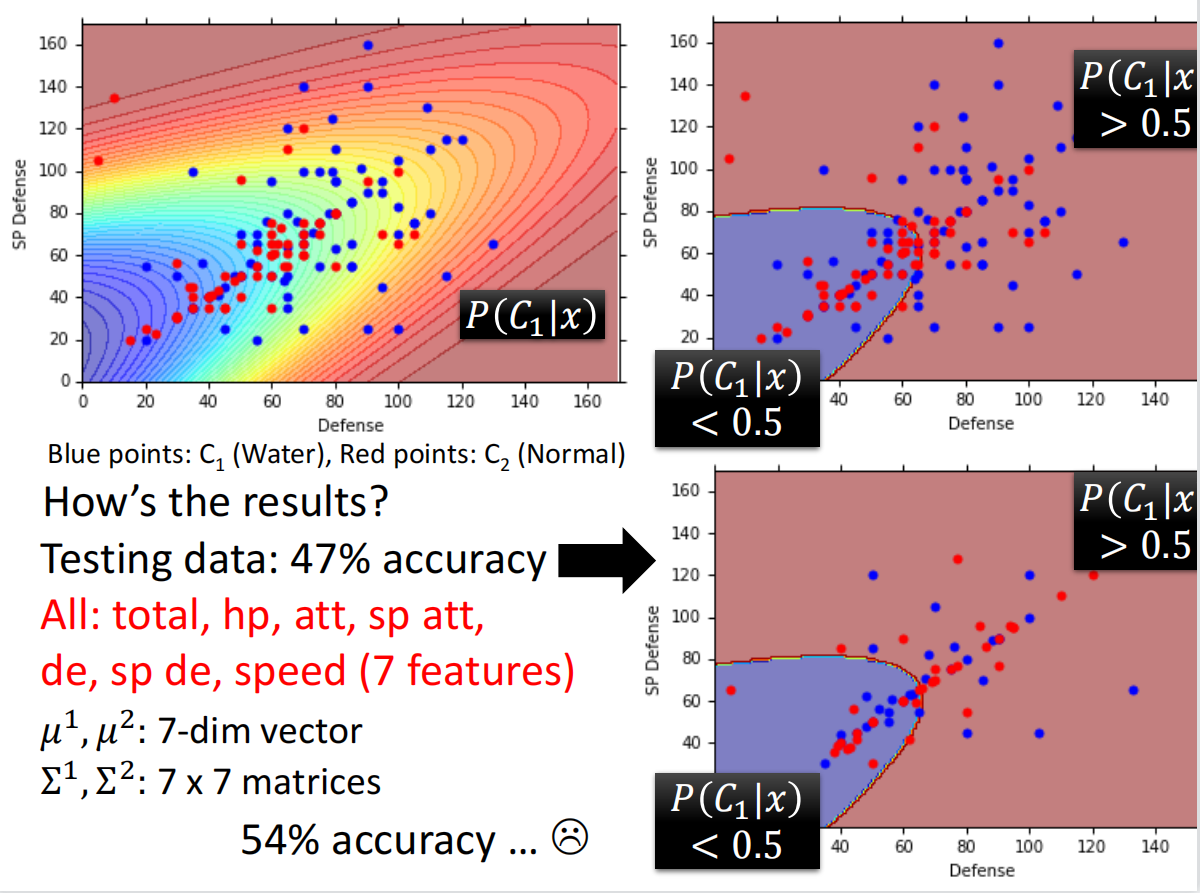 160
140
120
100
80
60
40
20
0
SP Defense
0 20 40 60 80 100 120 140 160
Defense
P(C₁|x)
160
140
120
100
80
60
40
20
SP Defense
40 60 80 100 120 140
Defense
P(C₁|x
> 0.5
P(C₁|x)
< 0.5
Blue points: C₁ (Water), Red points: C₂ (Normal)
How's the results?
Testing data: 47% accuracy
All: total, hp, att, sp att,
de, sp de, speed (7 features)
μ¹, μ²: 7-dim vector
Σ¹, Σ²: 7 x 7 matrices
54% accuracy … ☹
160
140
120
100
80
60
40
SP Defense
40 60 80 100 120 140
Defense
P(C₁|x
> 0.5
P(C₁|x)
< 0.5